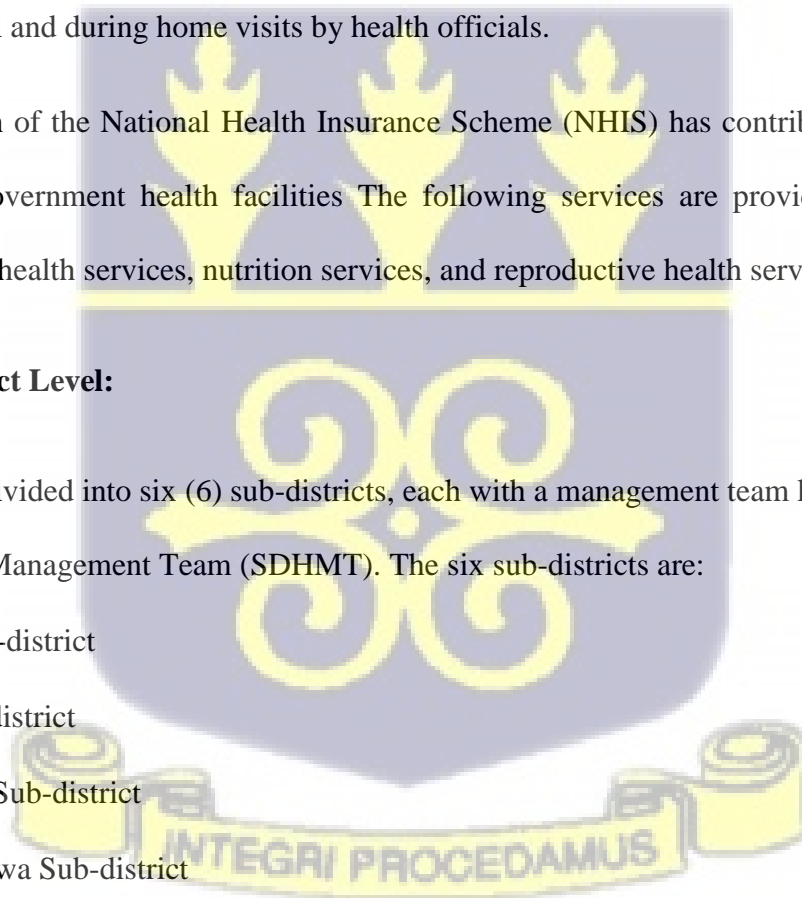 and during home visits by health officials.
of the National Health Insurance Scheme (NHIS) has contrib
overnment health facilities The following services are provi
health services, nutrition services, and reproductive health serv
ct Level:
ivided into six (6) sub-districts, each with a management team
Management Team (SDHMT). The six sub-districts are:
-district
district
Sub-district
wa Sub-district
INTEGRI PROCEDAMUS